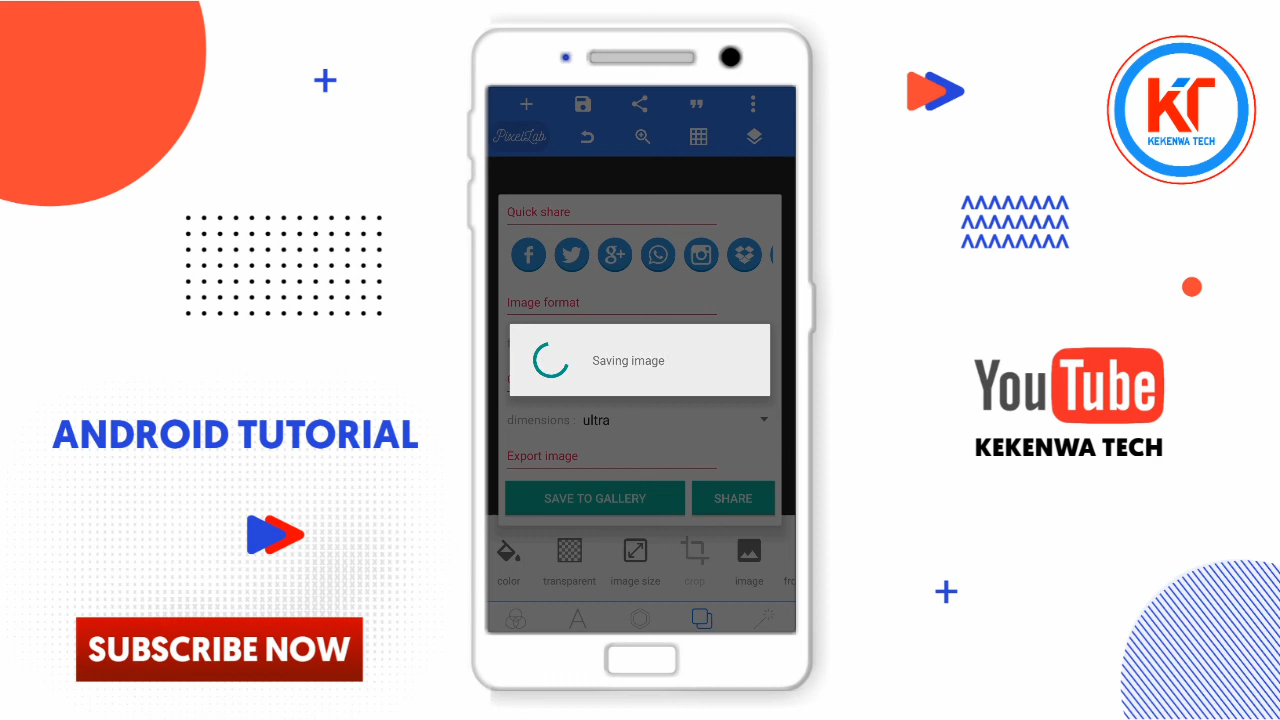 PixelLab
Quick share
Image format
Saving image
dimensions : ultra
Export image
SAVE TO GALLERY
SHARE
color
transparent
image size
crop
image
ANDROID TUTORIAL
SUBSCRIBE NOW
KT
KEKENWA TECH
YouTube
KEKENWA TECH